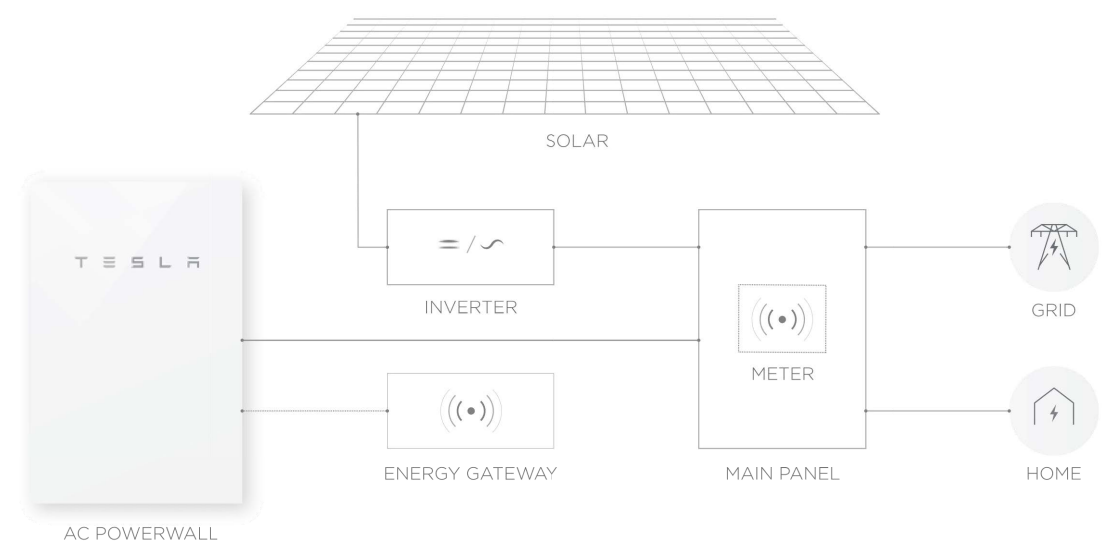 SOLAR
TESLA
INVERTER
GRID
METER
ENERGY GATEWAY
MAIN PANEL
HOME
AC POWERWALL